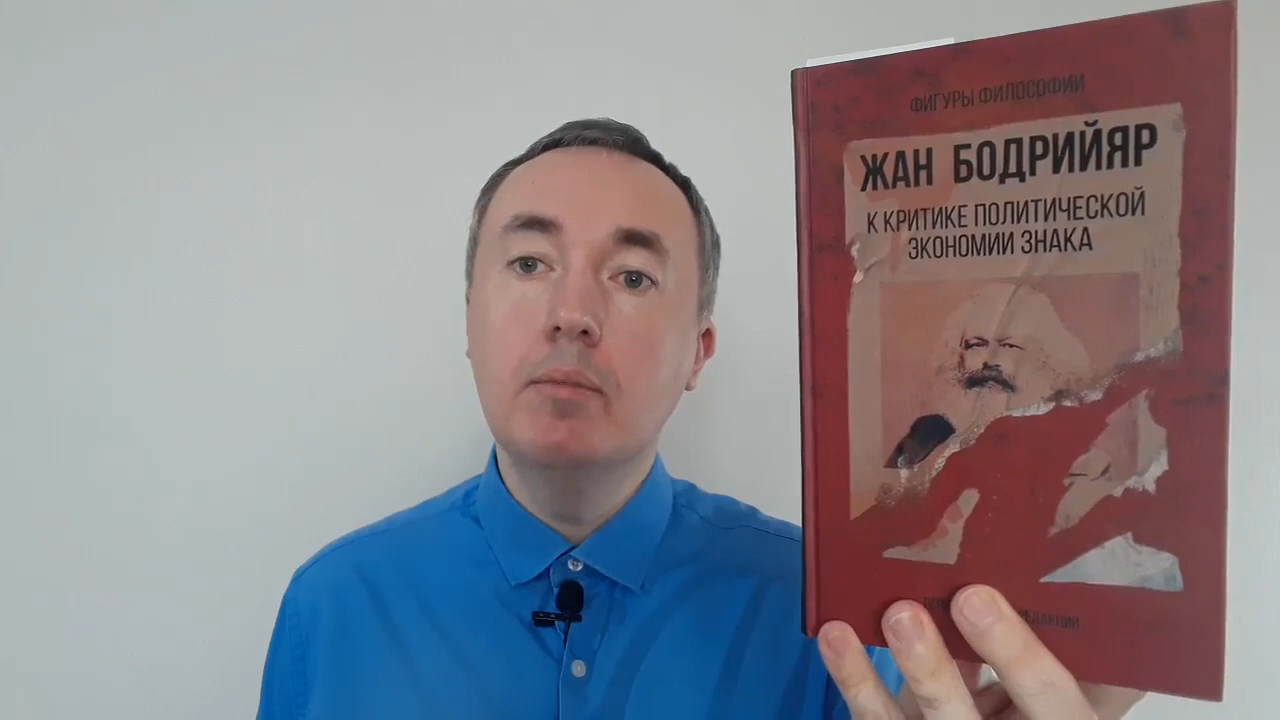 ФИГУРЫ ФИЛОСОФИИ
ЖАН БОДРИЙЯР
К КРИТИКЕ ПОЛИТИЧЕСКОЙ
ЭКОНОМИИ ЗНАКА